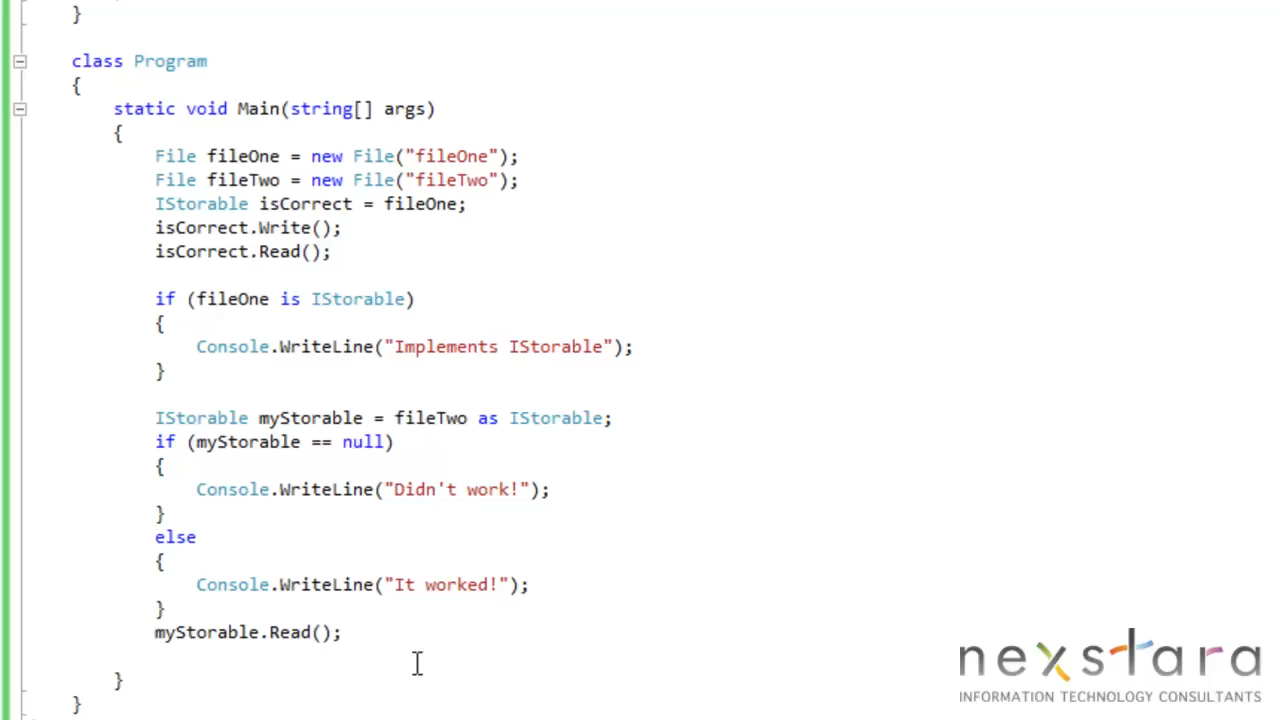 }
class Program
{
static void Main(string[] args)
{
File fileOne = new File("fileOne");
File fileTwo = new File("fileTwo");
IStorable isCorrect = fileOne;
isCorrect.Write();
isCorrect.Read();
if (fileOne is IStorable)
{
Console.WriteLine("Implements IStorable");
}
IStorable myStorable = fileTwo as IStorable;
if (myStorable == null)
{
Console.WriteLine("Didn't work!");
}
else
{
Console.WriteLine("It worked!");
}
myStorable.Read();
}
}
nexstara
INFORMATION TECHNOLOGY CONSULTANTS